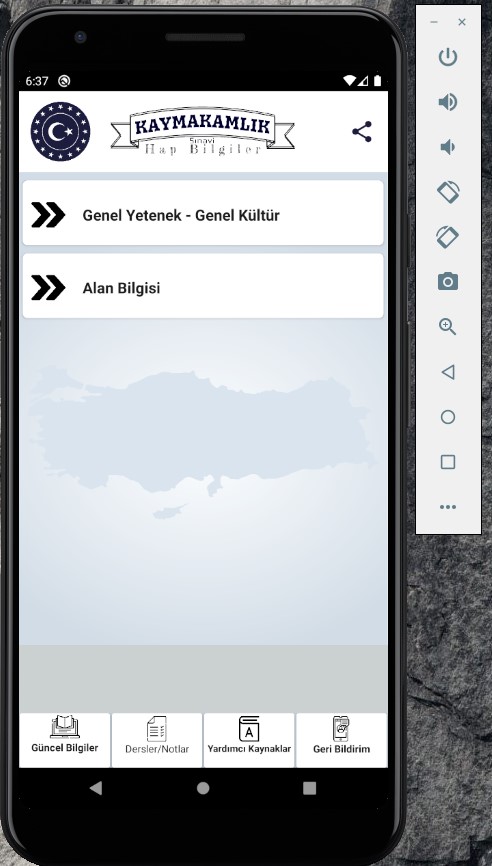 6:37
KAYMAKAMLIK
Sınavı
Hap Bilgiler
Genel Yetenek - Genel Kültür
Alan Bilgisi
A
Güncel Bilgiler
Dersler/Notlar
Yardımcı Kaynaklar
Geri Bildirim